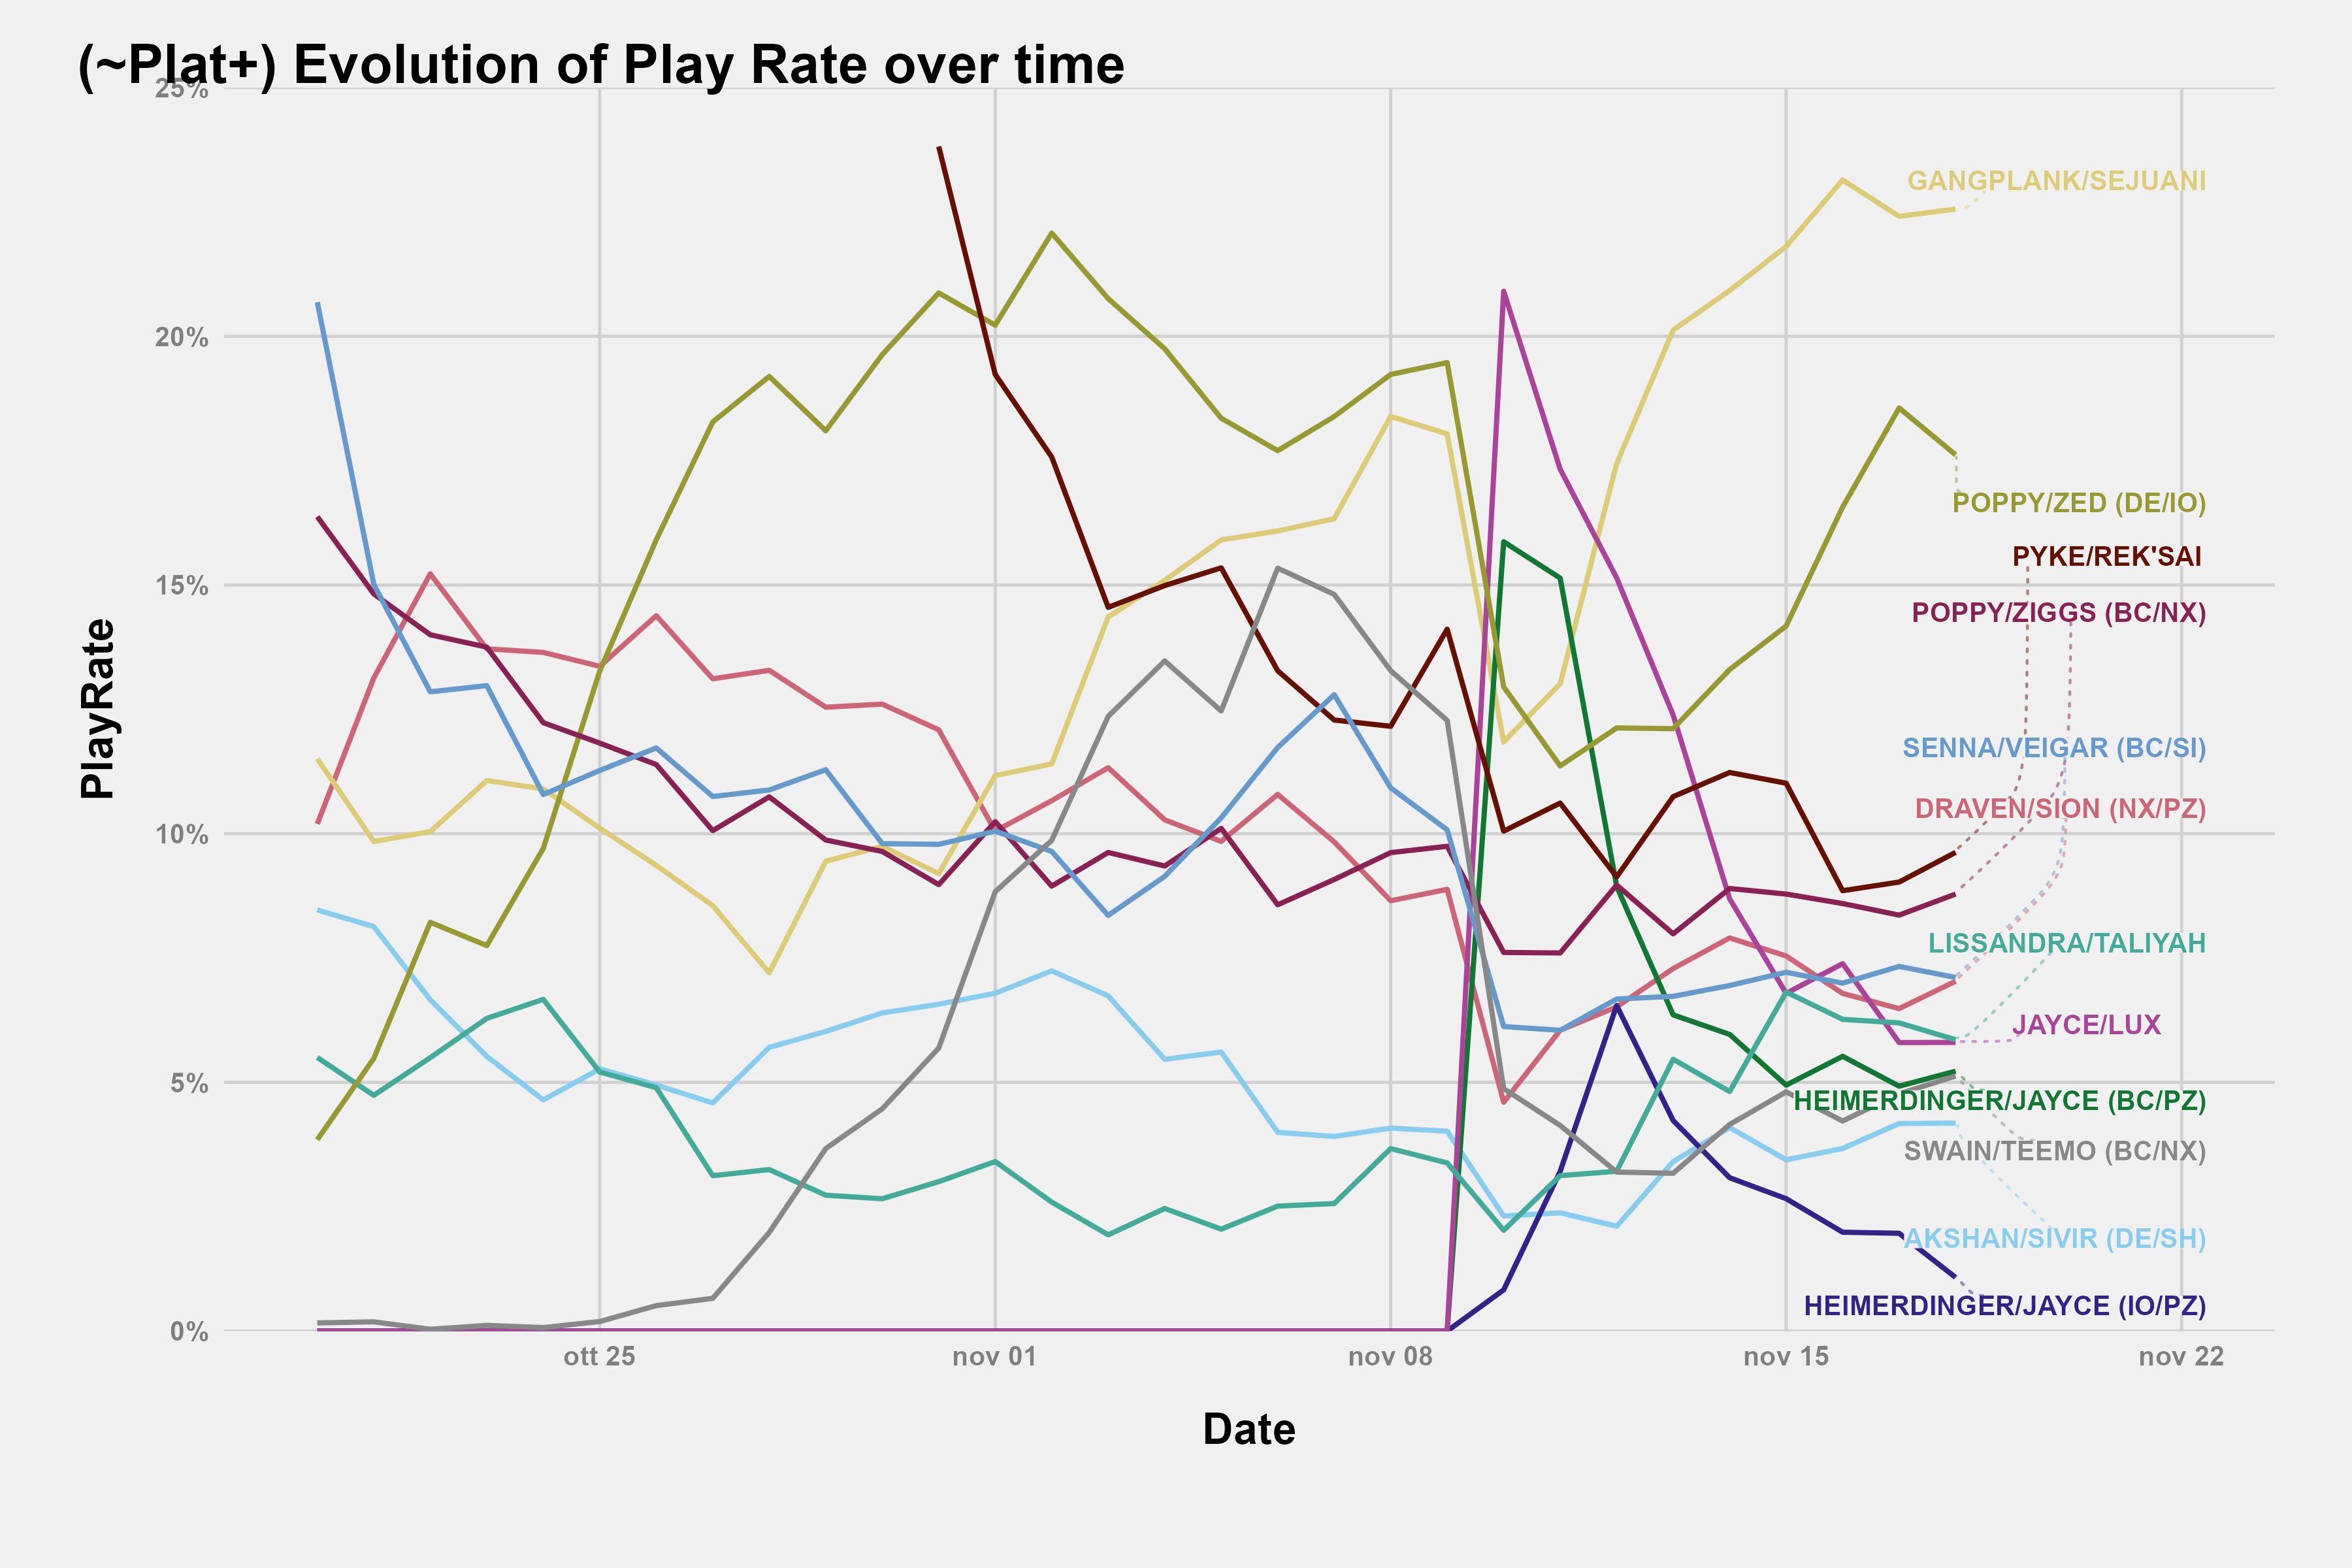 (~Plat+) Evolution of Play Rate over time
25%
20%
15%
10%
5%
0%
PlayRate
GANGPLANK/SEJUANI
POPPY/ZED (DE/IO)
PYKE/REK'SAI
POPPY/ZIGGS (BC/NX)
SENNA/VEIGAR (BC/SI)
DRAVEN/SION (NX/PZ)
LISSANDRA/TALIYAH
JAYCE/LUX
HEIMERDINGER/JAYCE (BC/PZ)
SWAIN/TEEMO (BC/NX)
AKSHAN/SIVIR (DE/SH)
HEIMERDINGER/JAYCE (IO/PZ)
ott 25
nov 01
nov 08
nov 15
nov 22
Date